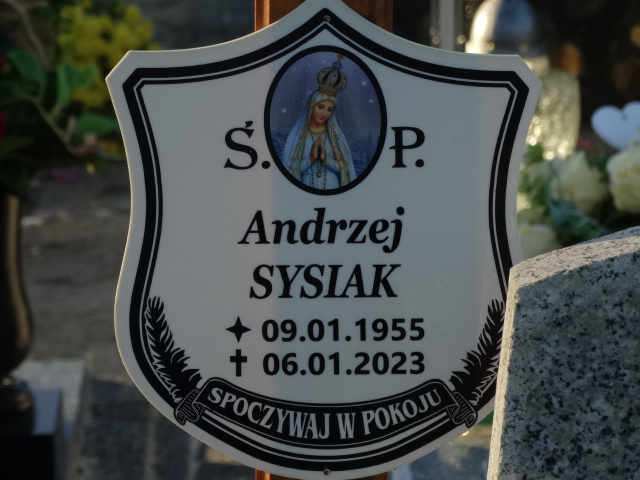 Ś. P.
Andrzej
SYSIAK
✦ 09.01.1955
✝ 06.01.2023
SPOCZYWAJ W POKOJU